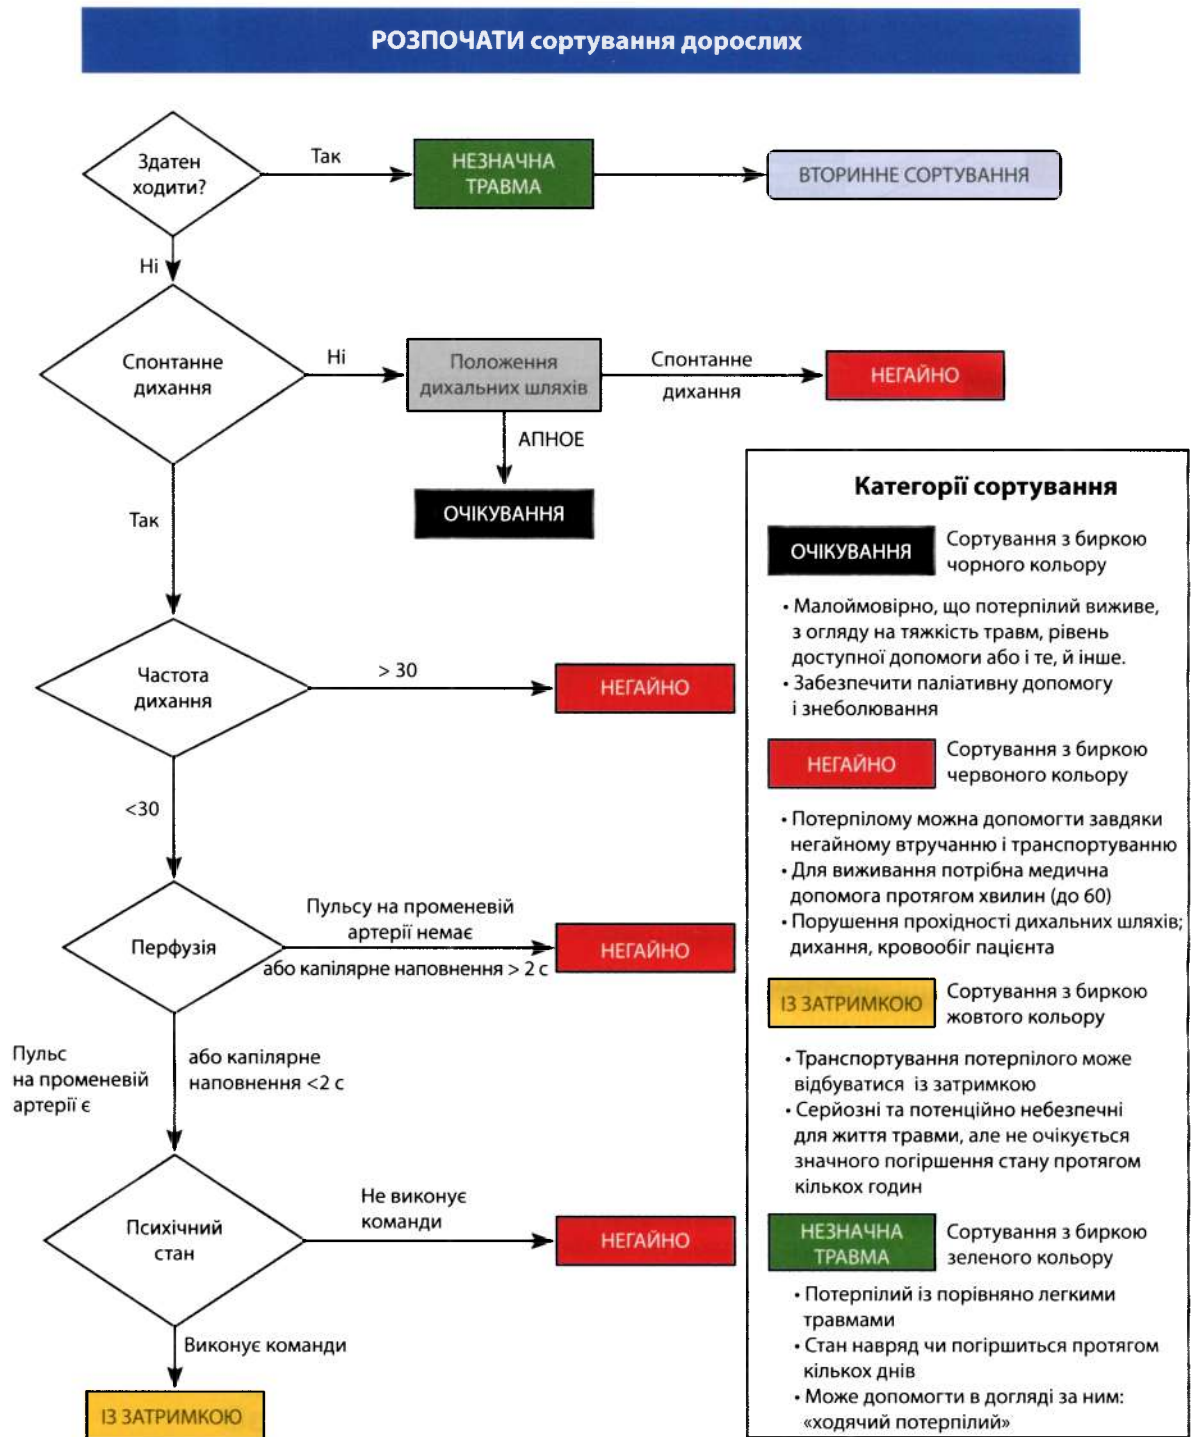 РОЗПОЧАТИ сортування дорослих
Здатен
ходити?
Так
НЕЗНАЧНА
ТРАВМА
ВТОРИННЕ СОРТУВАННЯ
Ні
Спонтанне
дихання
Ні
Положення
дихальних шляхів
Спонтанне
дихання
НЕГАЙНО
АПНОЕ
ОЧІКУВАННЯ
Так
Частота
дихання
> 30
НЕГАЙНО
<30
Перфузія
Пульсу на променевій
артерії немає
або капілярне наповнення > 2 с
НЕГАЙНО
Пульс
на променевій
артерії є
або капілярне
наповнення <2 с
Психічний
стан
Не виконує
команди
НЕГАЙНО
Виконує команди
ІЗ ЗАТРИМКОЮ
Категорії сортування
ОЧІКУВАННЯ
Сортування з биркою
чорного кольору
• Малоймовірно, що потерпілий виживе,
з огляду на тяжкість травм, рівень
доступної допомоги або і те, й інше.
• Забезпечити паліативну допомогу
і знеболювання
НЕГАЙНО
Сортування з биркою
червоного кольору
• Потерпілому можна допомогти завдяки
негайному втручанню і транспортуванню
• Для виживання потрібна медична
допомога протягом хвилин (до 60)
• Порушення прохідності дихальних шляхів;
дихання, кровообіг пацієнта
ІЗ ЗАТРИМКОЮ
Сортування з биркою
жовтого кольору
• Транспортування потерпілого може
відбуватися із затримкою
• Серйозні та потенційно небезпечні
для життя травми, але не очікується
значного погіршення стану протягом
кількох годин
НЕЗНАЧНА
ТРАВМА
Сортування з биркою
зеленого кольору
• Потерпілий із порівняно легкими
травмами
• Стан навряд чи погіршиться протягом
кількох днів
• Може допомогти в догляді за ним:
«ходячий потерпілий»